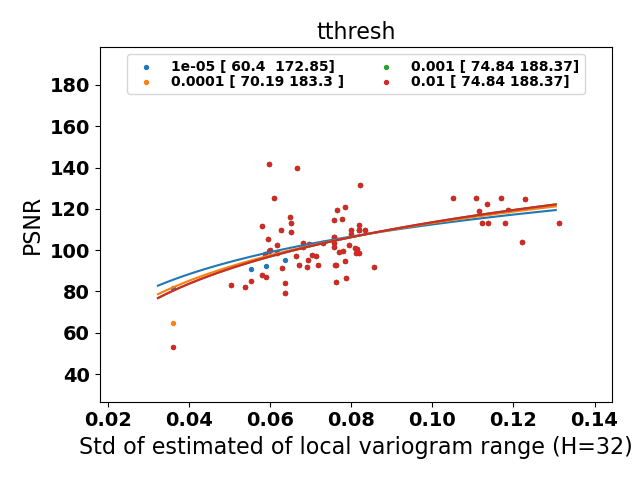 tthresh
1e-05 [ 60.4  172.85]
0.0001 [ 70.19 183.3 ]
0.001 [ 74.84 188.37]
0.01 [ 74.84 188.37]
PSNR
180
160
140
120
100
80
60
40
0.02 0.04 0.06 0.08 0.10 0.12 0.14
Std of estimated of local variogram range (H=32)